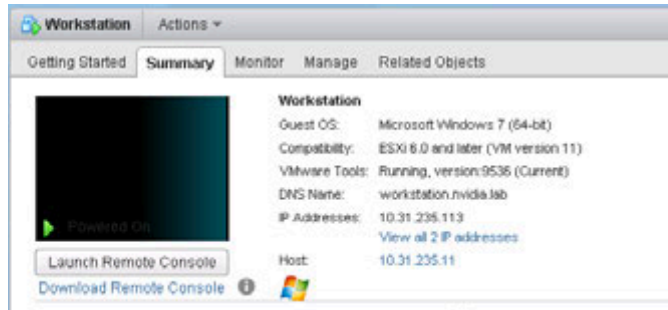 Workstation Actions
Getting Started Summary Monitor Manage Related Objects
Workstation
Guest OS: Microsoft Windows 7 (64-bit)
Compatibility: ESXi 6.0 and later (VM version 11)
VMware Tools: Running, version:9536 (Current)
DNS Name: workstation.nvidia.lab
IP Addresses: 10.31.235.113
View all 2 IP addresses
Host: 10.31.235.11
Powered On
Launch Remote Console
Download Remote Console